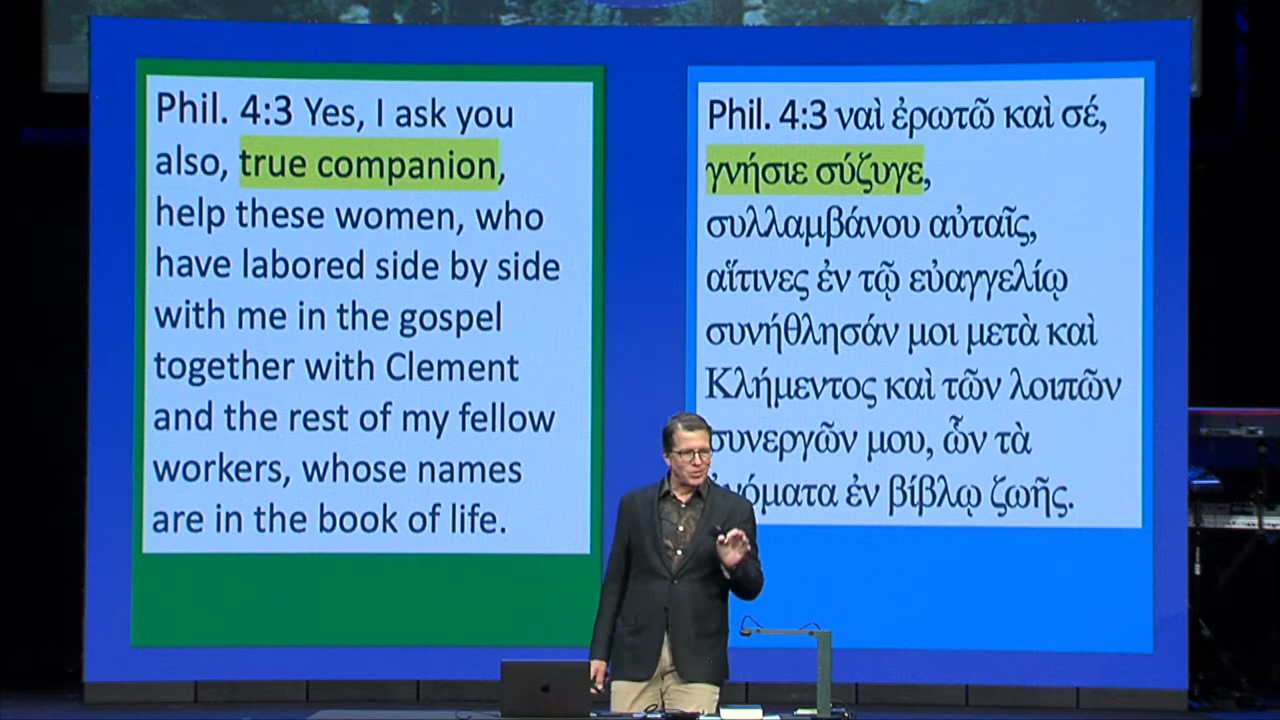 Phil. 4:3 Yes, I ask you
also, true companion,
help these women, who
have labored side by side
with me in the gospel
together with Clement
and the rest of my fellow
workers, whose names
are in the book of life.
Phil. 4:3 ναὶ ἐρωτῶ καὶ σέ,
γνήσιε σύζυγε,
συλλαμβάνου αὐταῖς,
αἵτινες ἐν τῷ εὐαγγελίῳ
συνήθλησάν μοι μετὰ καὶ
Κλήμεντος καὶ τῶν λοιπῶν
συνεργῶν μου, ὧν τὰ
ἐν βίβλῳ ζωῆς.